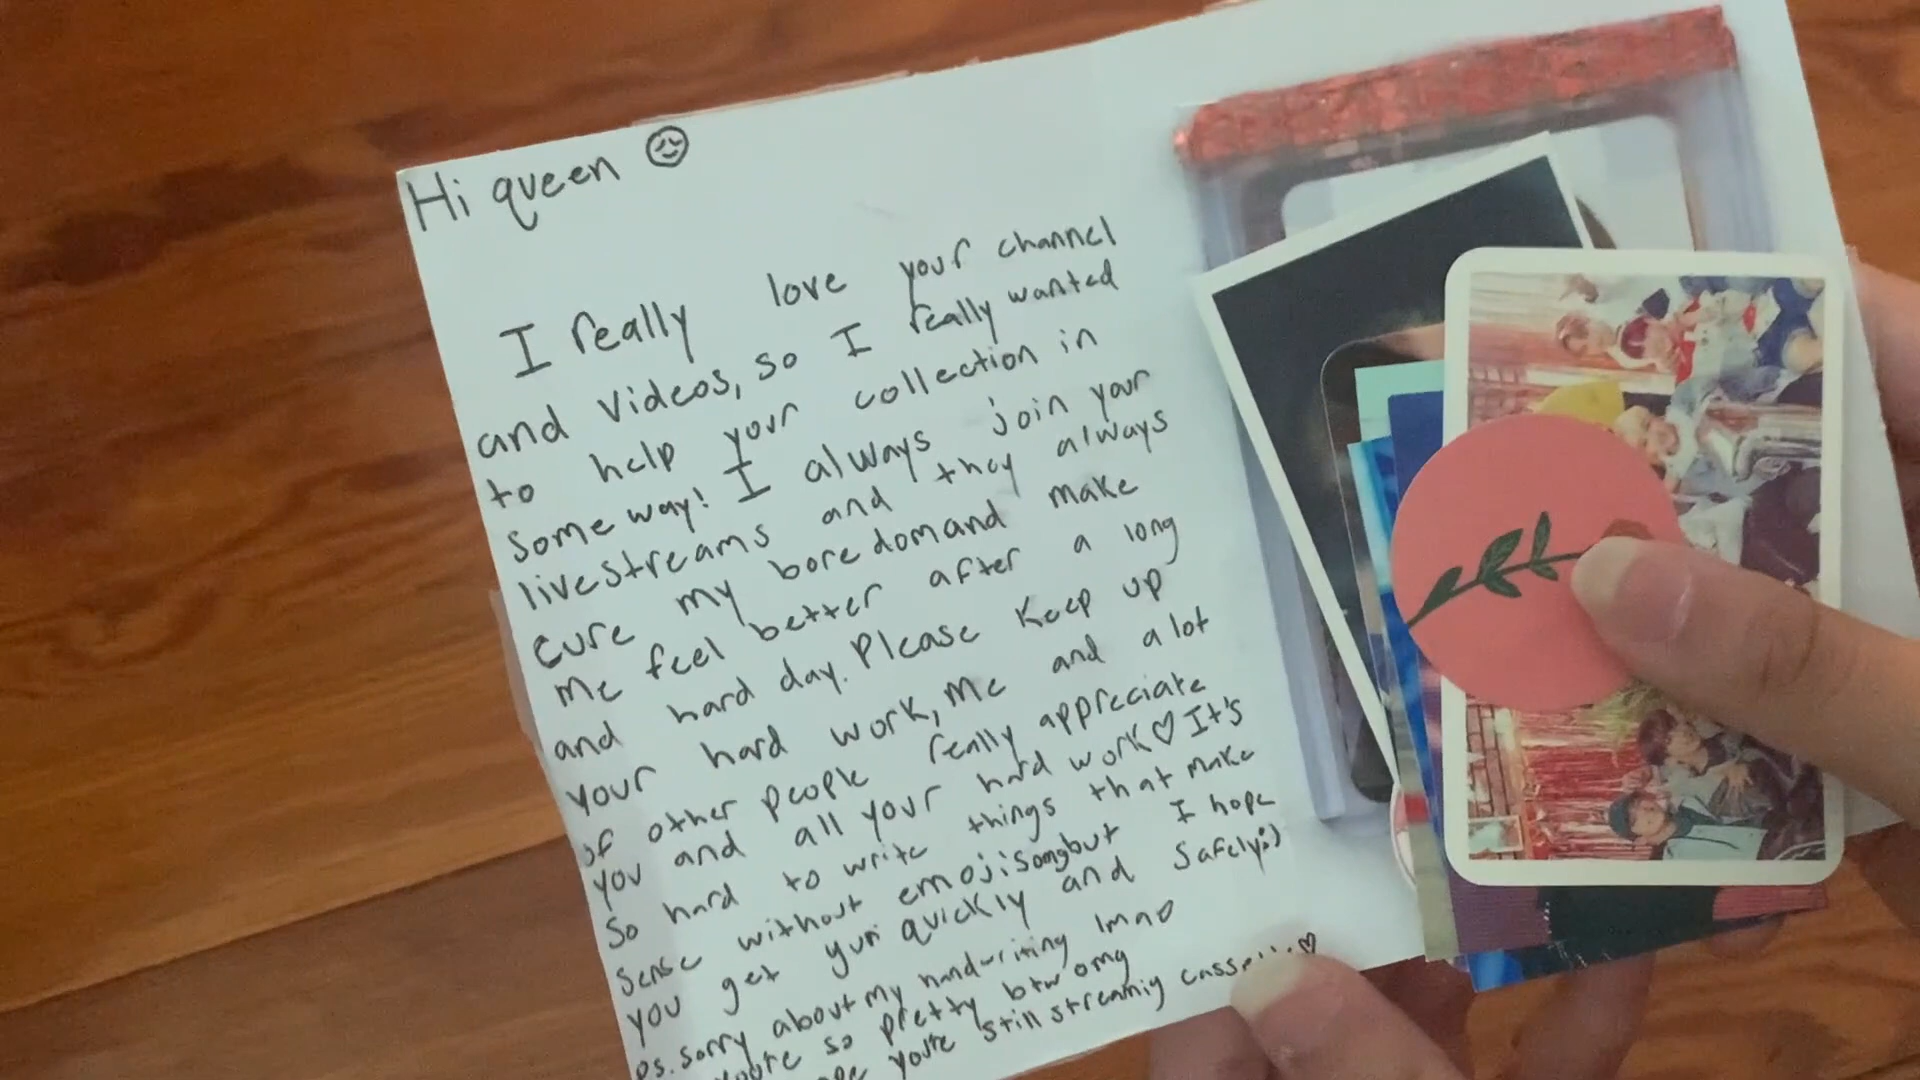 Hi queen
I really love your channel
and videos, so I really wanted
to help your collection in
some way! I always join your
livestreams and they always
cure my boredom and make
me feel better after a long
and hard day. Please keep up
your hard work, me and a lot
of other people really appreciate
you and all your hard work♡ It's
so hard to write things that make
sense without emojis omg but I hope
you get yuri quickly and safely:)
ps. sorry about my handwriting lmao
you're so pretty btw omg
you're still streaming